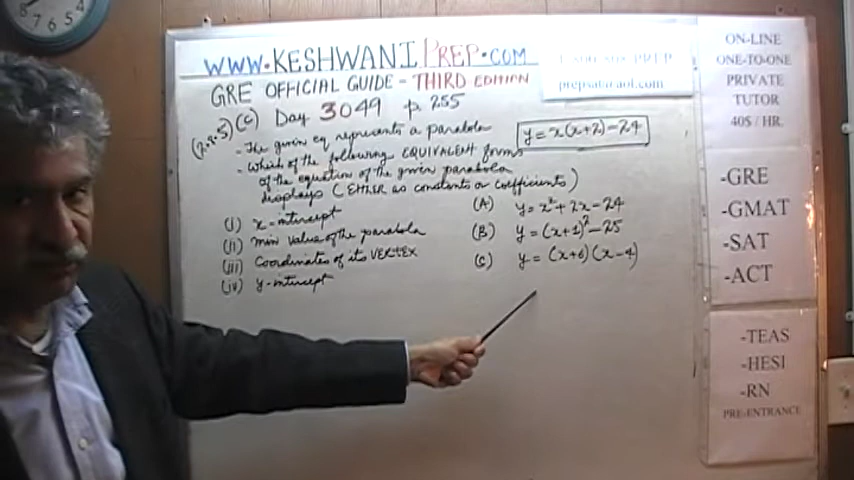 WWW.KESHWANIPREP.COM
prepsataraol.com
GRE OFFICIAL GUIDE - THIRD EDITION
(C) Day 3049 p. 255
- The given eq represents a parabola
y = x(x+2) - 24
- Which of the following EQUIVALENT forms
of the equation of the given parabola
displays (EITHER as constants or coefficients)
(i) x-intercept
(ii) min value of the parabola
(iii) Coordinates of its VERTEX
(iv) y-intercept
(A) y = x² + 2x - 24
(B) y = (x+1)² - 25
(C) y = (x+6)(x-4)
ON-LINE
ONE-TO-ONE
PRIVATE
TUTOR
40$ / HR.
-GRE
-GMAT
-SAT
-ACT
-TEAS
-HESI
-RN
PRE-ENTRANCE